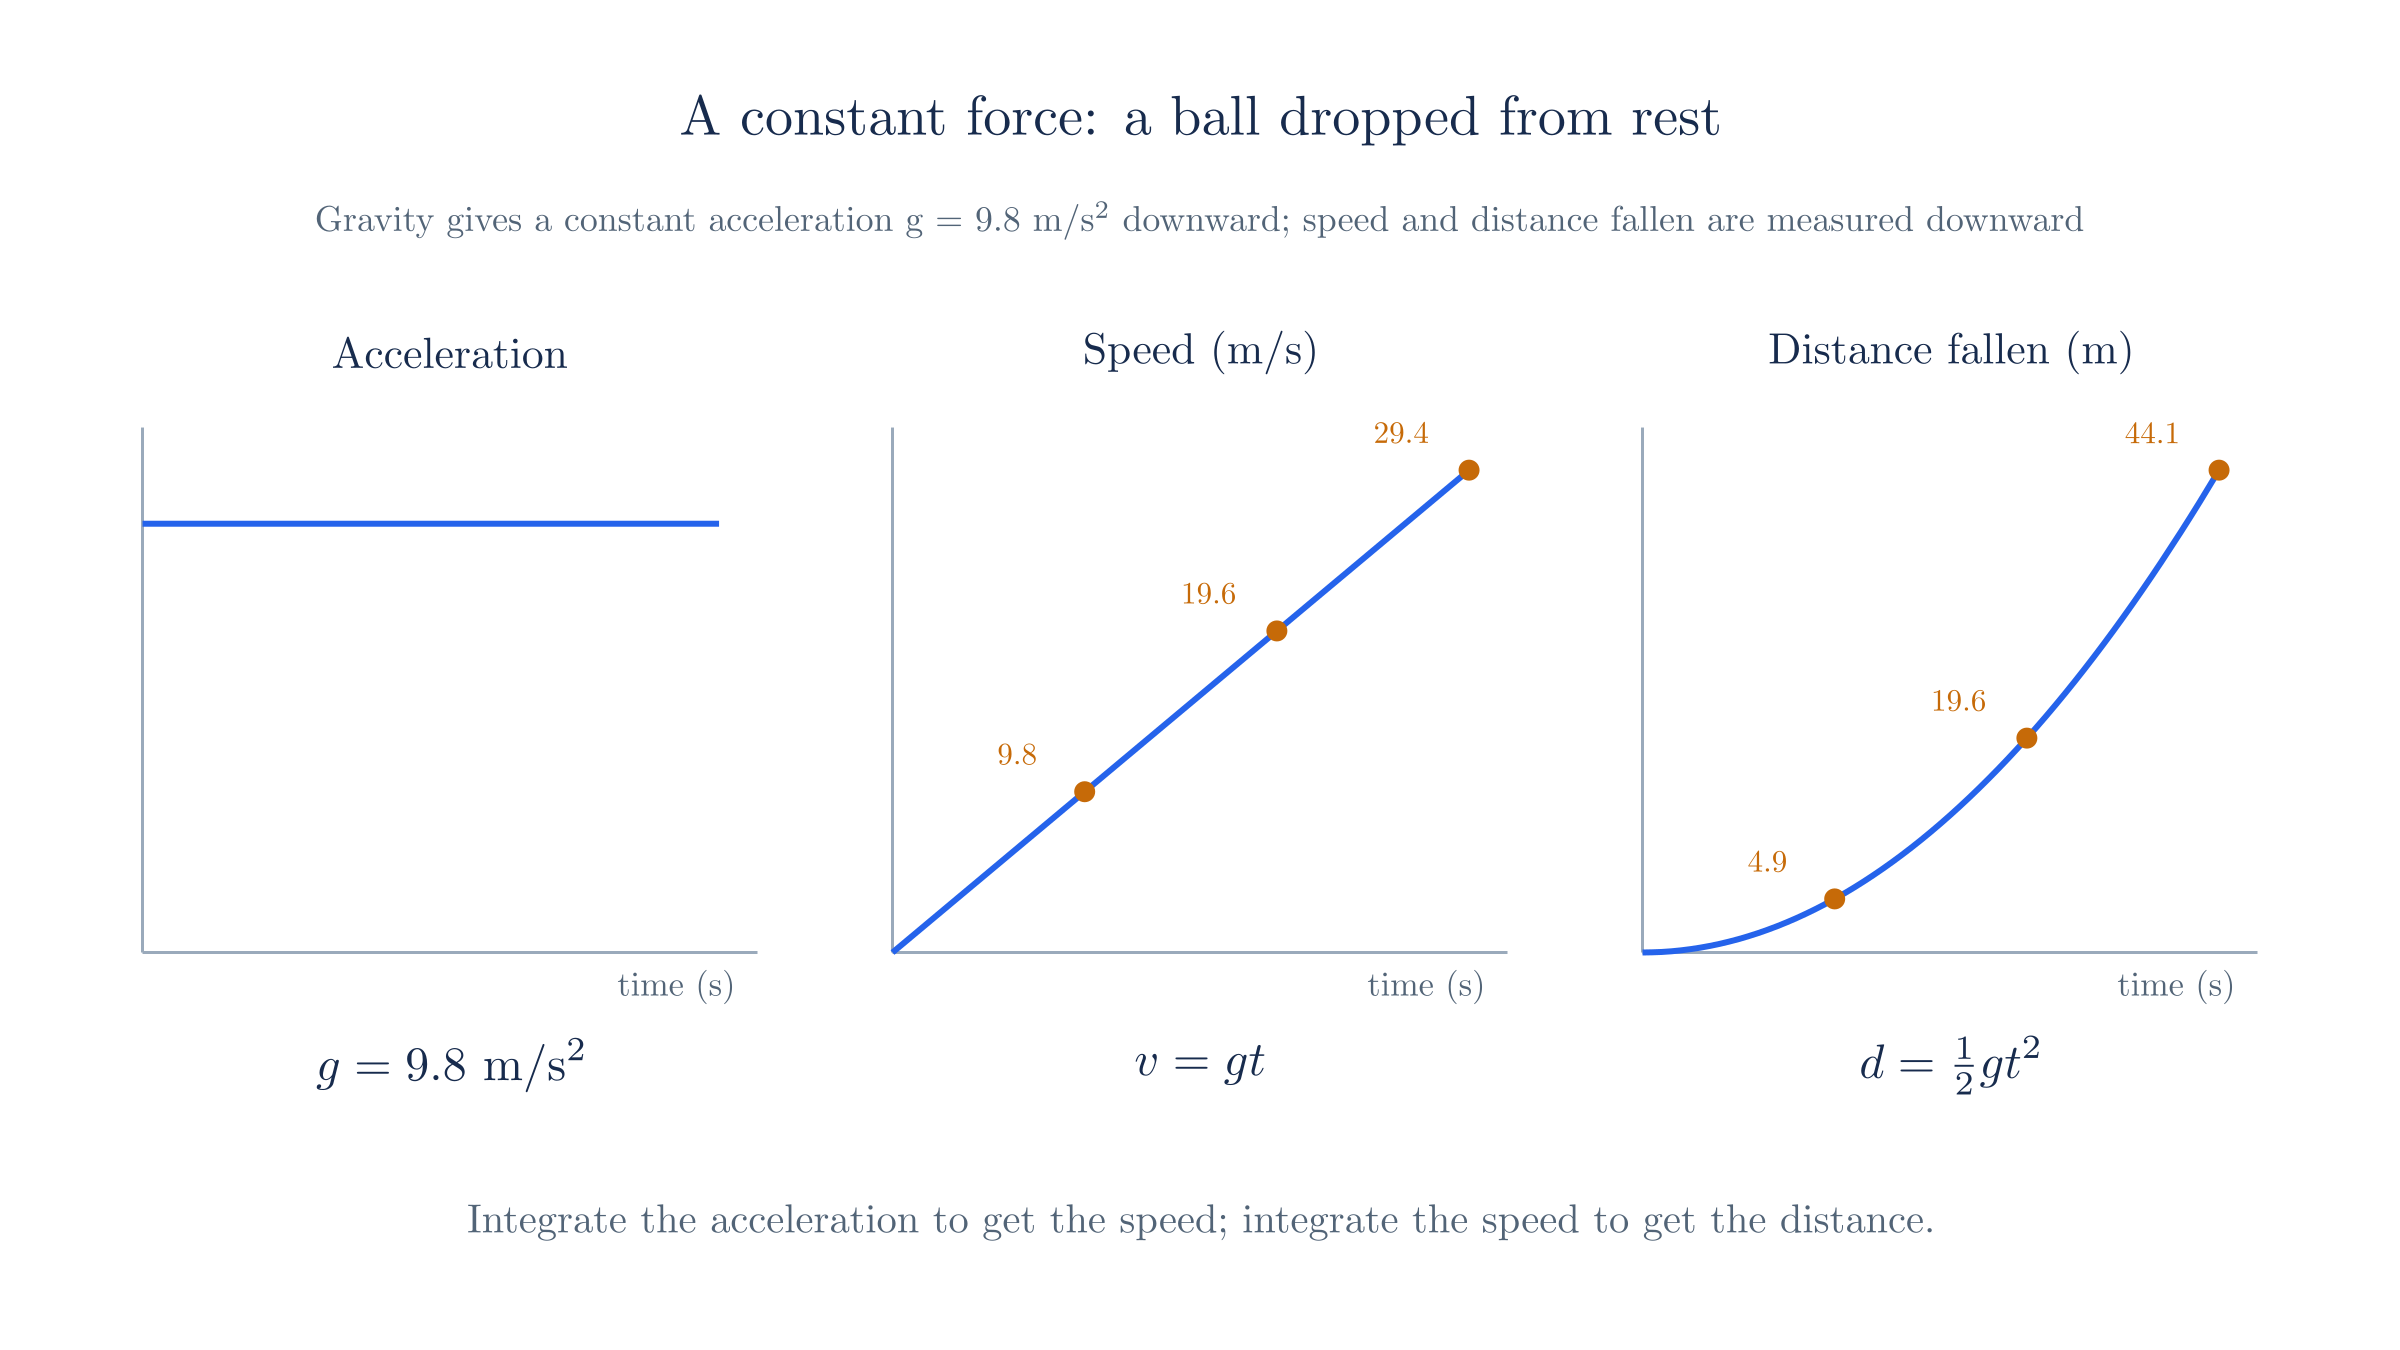 A constant force: a ball dropped from rest
Gravity gives a constant acceleration g = 9.8 m/s² downward; speed and distance fallen are measured downward
Acceleration
time (s)
g = 9.8 m/s²
Speed (m/s)
29.4
19.6
9.8
time (s)
v = gt
Distance fallen (m)
44.1
19.6
4.9
time (s)
d = ½gt²
Integrate the acceleration to get the speed; integrate the speed to get the distance.